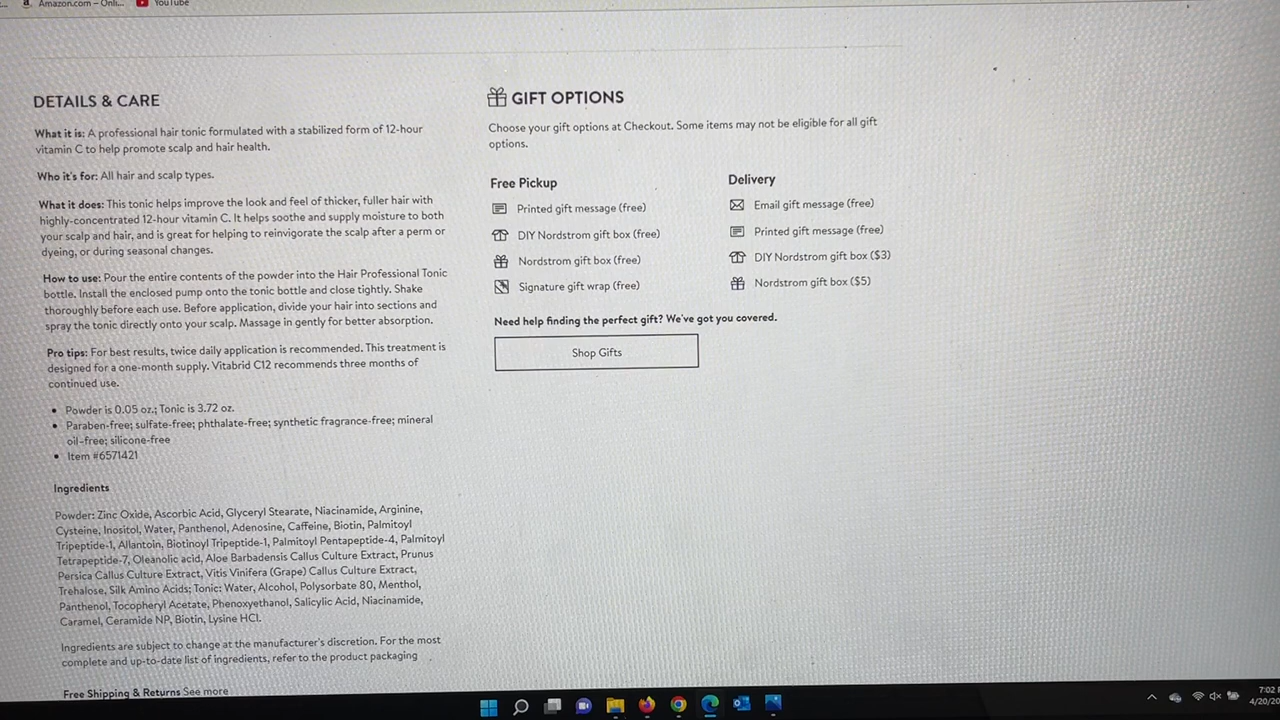 Amazon.com – Onli...
YouTube
DETAILS & CARE
What it is: A professional hair tonic formulated with a stabilized form of 12-hour
vitamin C to help promote scalp and hair health.
Who it's for: All hair and scalp types.
What it does: This tonic helps improve the look and feel of thicker, fuller hair with
highly-concentrated 12-hour vitamin C. It helps soothe and supply moisture to both
your scalp and hair, and is great for helping to reinvigorate the scalp after a perm or
dyeing, or during seasonal changes.
How to use: Pour the entire contents of the powder into the Hair Professional Tonic
bottle. Install the enclosed pump onto the tonic bottle and close tightly. Shake
thoroughly before each use. Before application, divide your hair into sections and
spray the tonic directly onto your scalp. Massage in gently for better absorption.
Pro tips: For best results, twice daily application is recommended. This treatment is
designed for a one-month supply. Vitabrid C12 recommends three months of
continued use.
• Powder is 0.05 oz.; Tonic is 3.72 oz.
• Paraben-free; sulfate-free; phthalate-free; synthetic fragrance-free; mineral
oil-free; silicone-free
• Item #6571421
Ingredients
Powder: Zinc Oxide, Ascorbic Acid, Glyceryl Stearate, Niacinamide, Arginine,
Cysteine, Inositol, Water, Panthenol, Adenosine, Caffeine, Biotin, Palmitoyl
Tripeptide-1, Allantoin, Biotinoyl Tripeptide-1, Palmitoyl Pentapeptide-4, Palmitoyl
Tetrapeptide-7, Oleanolic acid, Aloe Barbadensis Callus Culture Extract, Prunus
Persica Callus Culture Extract, Vitis Vinifera (Grape) Callus Culture Extract,
Trehalose, Silk Amino Acids; Tonic: Water, Alcohol, Polysorbate 80, Menthol,
Panthenol, Tocopheryl Acetate, Phenoxyethanol, Salicylic Acid, Niacinamide,
Caramel, Ceramide NP, Biotin, Lysine HCl.
Ingredients are subject to change at the manufacturer's discretion. For the most
complete and up-to-date list of ingredients, refer to the product packaging
Free Shipping & Returns See more
GIFT OPTIONS
Choose your gift options at Checkout. Some items may not be eligible for all gift
options.
Free Pickup
Printed gift message (free)
DIY Nordstrom gift box (free)
Nordstrom gift box (free)
Signature gift wrap (free)
Delivery
Email gift message (free)
Printed gift message (free)
DIY Nordstrom gift box ($3)
Nordstrom gift box ($5)
Need help finding the perfect gift? We've got you covered.
Shop Gifts
7:02
4/20/20